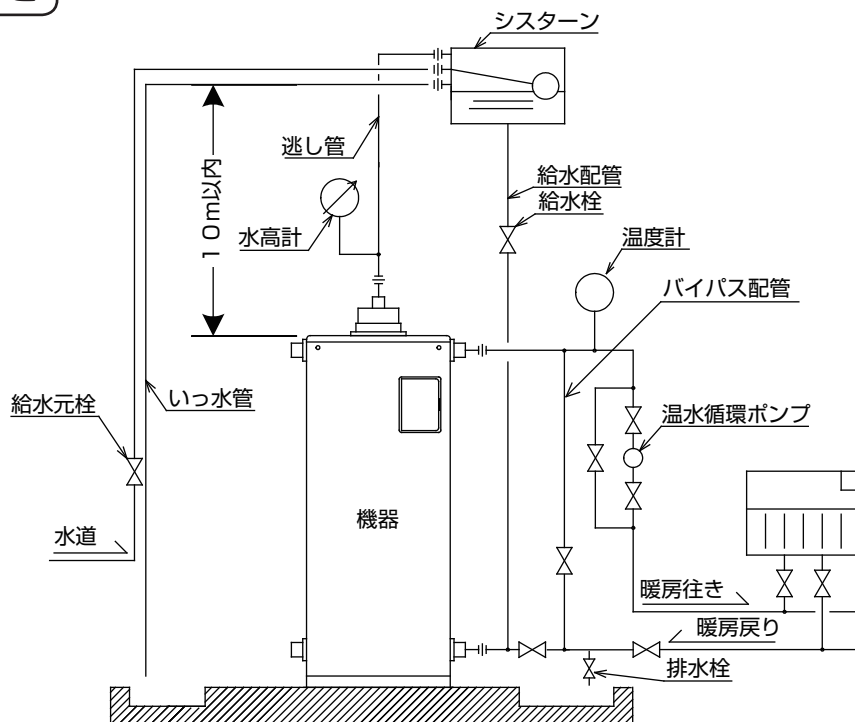 シスターン
逃し管
10m以内
給水配管
給水栓
水高計
温度計
バイパス配管
給水元栓
いっ水管
温水循環ポンプ
機器
水道
暖房往き
暖房戻り
排水栓